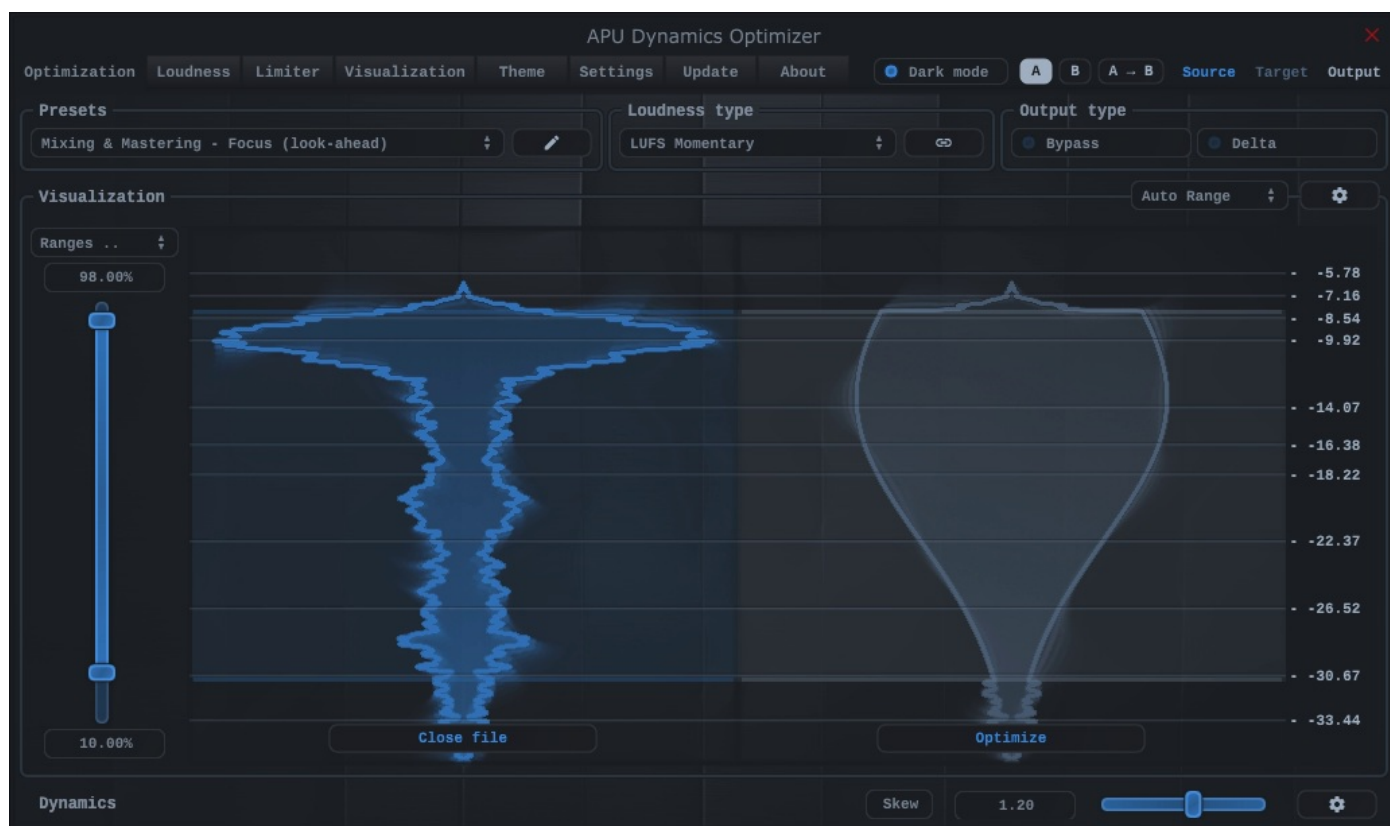 APU Dynamics Optimizer
Optimization Loudness Limiter Visualization Theme Settings Update About Dark mode A B A → B Source Target Output
Presets Loudness type Output type
Mixing & Mastering - Focus (look-ahead) LUFS Momentary Bypass Delta
Visualization Auto Range
Ranges ..
98.00%
- -5.78
- -7.16
- -8.54
- -9.92
- -14.07
- -16.38
- -18.22
- -22.37
- -26.52
- -30.67
- -33.44
10.00% Close file Optimize
Dynamics Skew 1.20